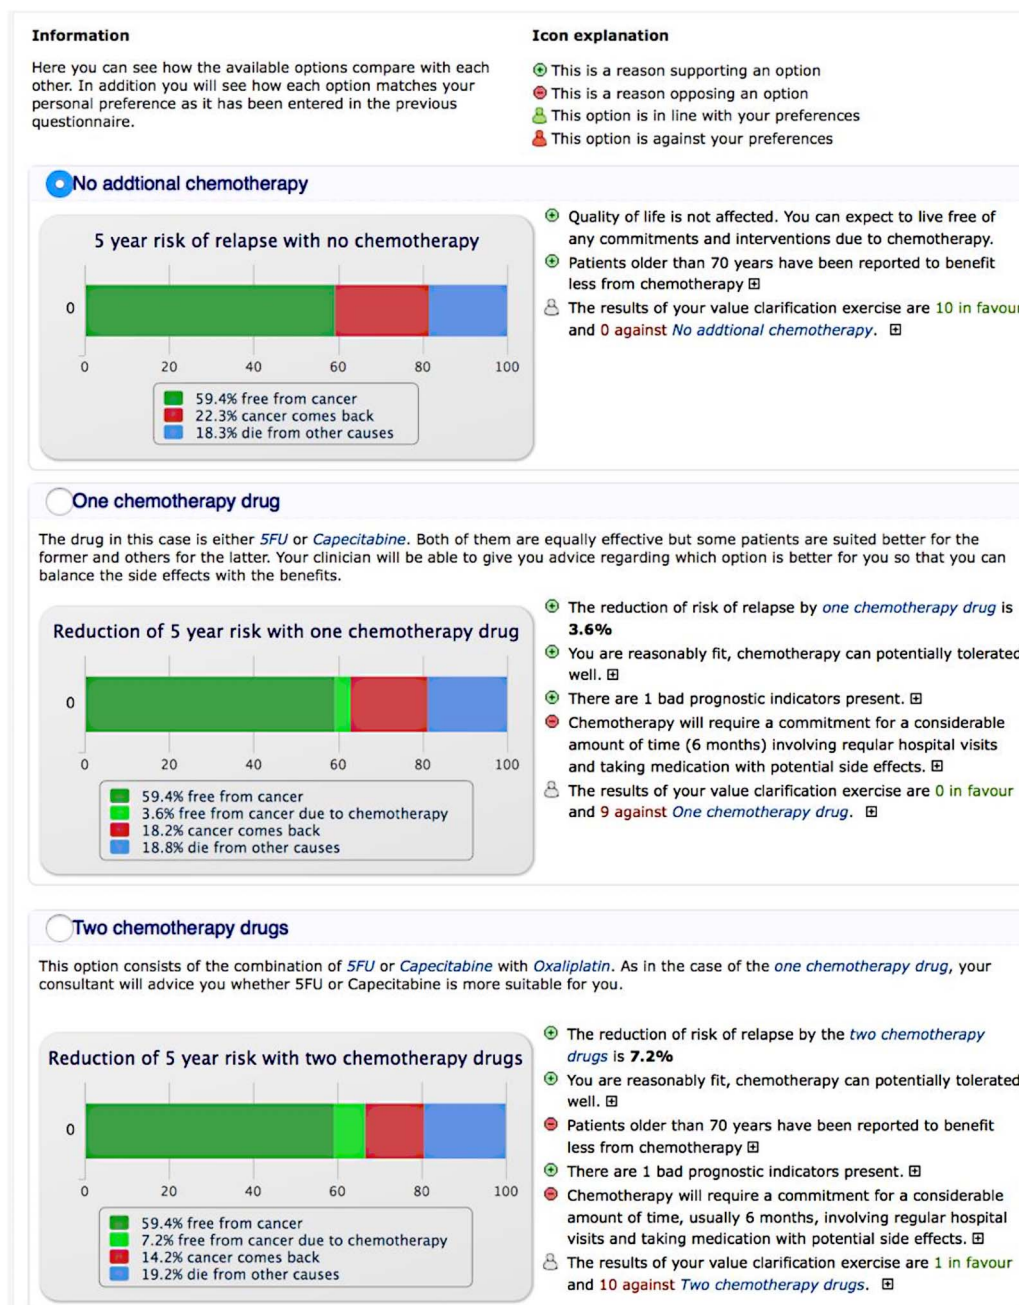 Information
Here you can see how the available options compare with each
other. In addition you will see how each option matches your
personal preference as it has been entered in the previous
questionnaire.
Icon explanation
This is a reason supporting an option
This is a reason opposing an option
This option is in line with your preferences
This option is against your preferences
No addtional chemotherapy
5 year risk of relapse with no chemotherapy
0
0 20 40 60 80 100
59.4% free from cancer
22.3% cancer comes back
18.3% die from other causes
Quality of life is not affected. You can expect to live free of
any commitments and interventions due to chemotherapy.
Patients older than 70 years have been reported to benefit
less from chemotherapy
The results of your value clarification exercise are 10 in favour
and 0 against No addtional chemotherapy.
One chemotherapy drug
The drug in this case is either 5FU or Capecitabine. Both of them are equally effective but some patients are suited better for the
former and others for the latter. Your clinician will be able to give you advice regarding which option is better for you so that you can
balance the side effects with the benefits.
Reduction of 5 year risk with one chemotherapy drug
0
0 20 40 60 80 100
59.4% free from cancer
3.6% free from cancer due to chemotherapy
18.2% cancer comes back
18.8% die from other causes
The reduction of risk of relapse by one chemotherapy drug is
3.6%
You are reasonably fit, chemotherapy can potentially tolerated
well.
There are 1 bad prognostic indicators present.
Chemotherapy will require a commitment for a considerable
amount of time (6 months) involving regular hospital visits
and taking medication with potential side effects.
The results of your value clarification exercise are 0 in favour
and 9 against One chemotherapy drug.
Two chemotherapy drugs
This option consists of the combination of 5FU or Capecitabine with Oxaliplatin. As in the case of the one chemotherapy drug, your
consultant will advice you whether 5FU or Capecitabine is more suitable for you.
Reduction of 5 year risk with two chemotherapy drugs
0
0 20 40 60 80 100
59.4% free from cancer
7.2% free from cancer due to chemotherapy
14.2% cancer comes back
19.2% die from other causes
The reduction of risk of relapse by the two chemotherapy
drugs is 7.2%
You are reasonably fit, chemotherapy can potentially tolerated
well.
Patients older than 70 years have been reported to benefit
less from chemotherapy
There are 1 bad prognostic indicators present.
Chemotherapy will require a commitment for a considerable
amount of time, usually 6 months, involving regular hospital
visits and taking medication with potential side effects.
The results of your value clarification exercise are 1 in favour
and 10 against Two chemotherapy drugs.